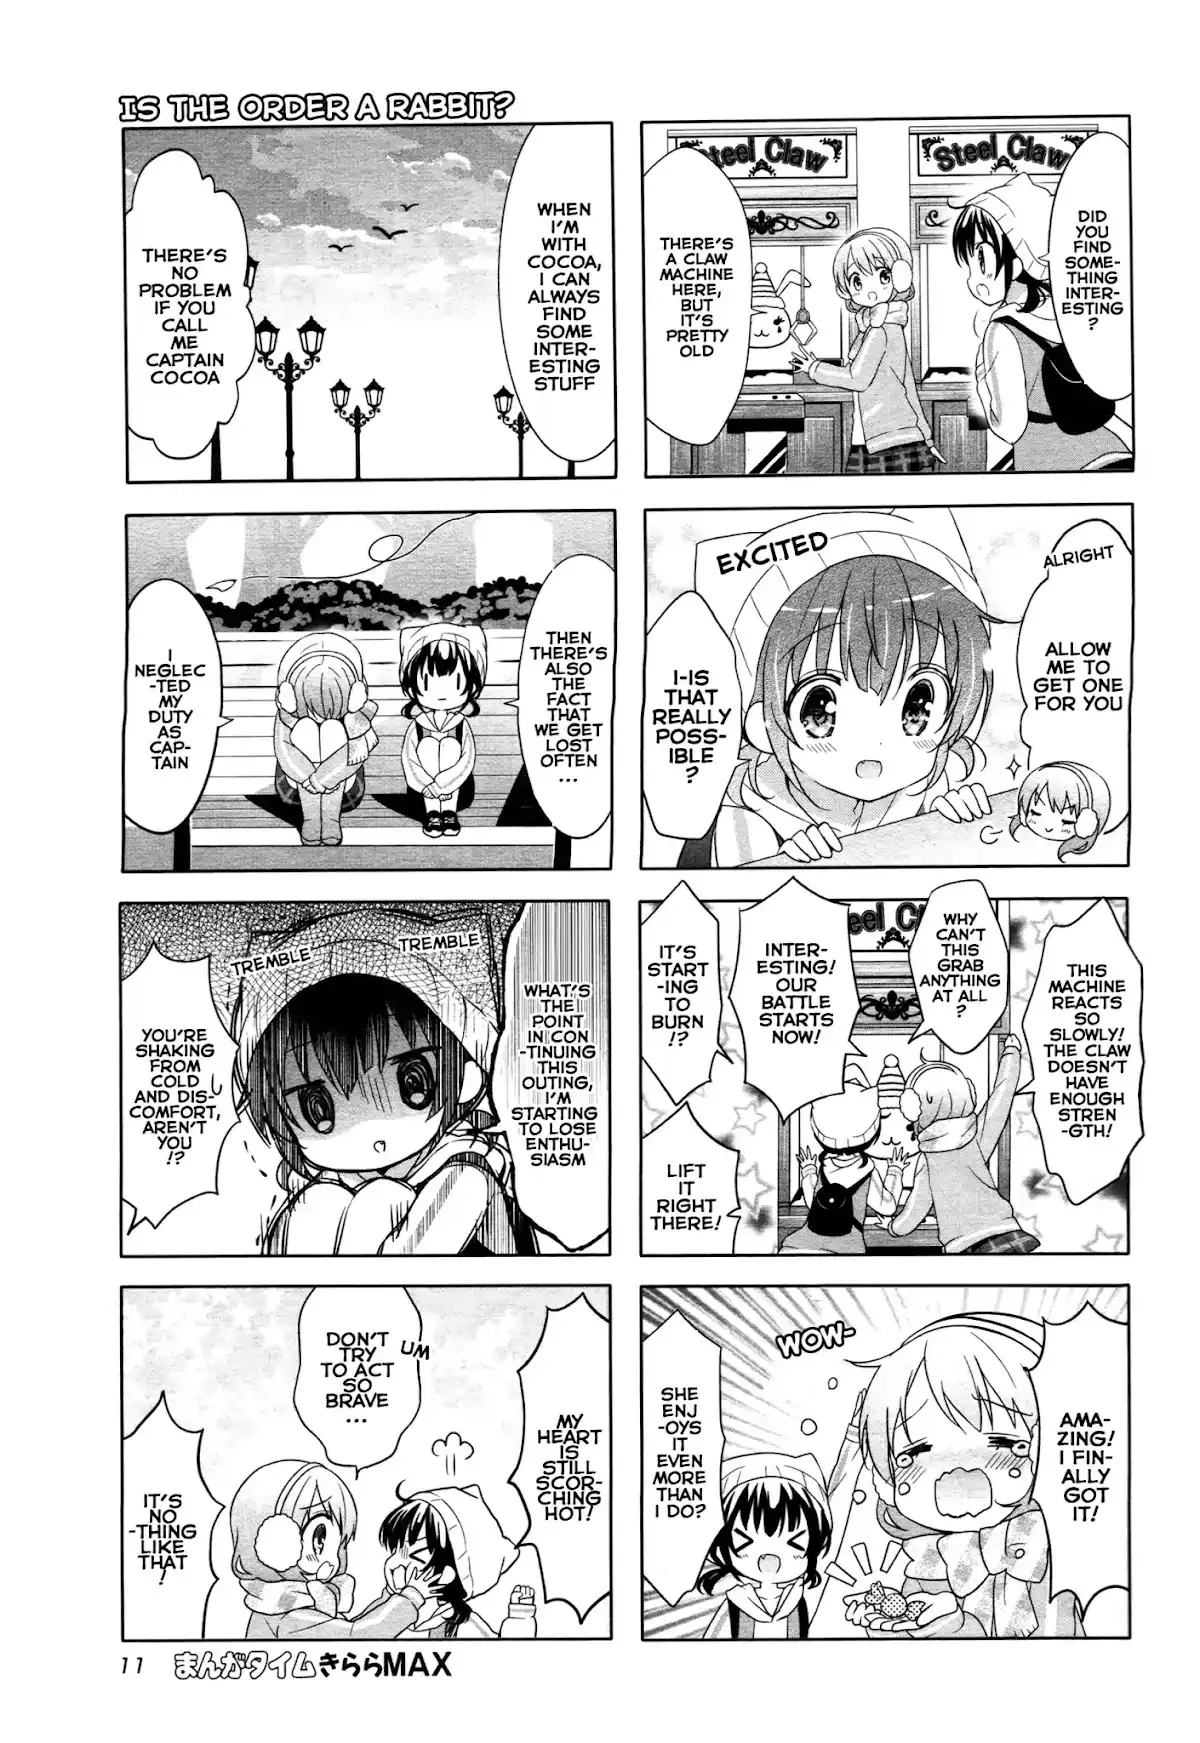 IS THE ORDER A RABBIT?
Steel Claw
Steel Claw
DID
YOU
FIND
SOME-
THING
INTER-
ESTING
?
THERE'S
A CLAW
MACHINE
HERE,
BUT
IT'S
PRETTY
OLD
ALRIGHT
ALLOW
ME TO
GET ONE
FOR YOU
EXCITED
I-IS
THAT
REALLY
POSS-
IBLE
?
Steel Cl
THIS
MACHINE
REACTS
SO
SLOWLY!
THE CLAW
DOESN'T
HAVE
ENOUGH
STREN
-GTH!
WHY
CAN'T
THIS
GRAB
ANYTHING
AT ALL
?
INTER-
ESTING!
OUR
BATTLE
STARTS
NOW!
IT'S
START
-ING
TO
BURN!?
LIFT
IT
RIGHT
THERE!
AMA-
ZING!
I FIN-
ALLY
GOT
IT!
WOW-
SHE
ENJ
-OYS
IT
EVEN
MORE
THAN
I DO?
WHEN
I'M
WITH
COCOA,
I CAN
ALWAYS
FIND
SOME
INTER-
ESTING
STUFF
THERE'S
NO
PROBLEM
IF YOU
CALL
ME
CAPTAIN
COCOA
THEN
THERE'S
ALSO
THE
FACT
THAT
WE GET
LOST
OFTEN
...
I
NEGLEC
-TED
MY
DUTY
AS
CAP-
TAIN
WHAT'S
THE
POINT
IN CON
-TINUING
THIS
OUTING,
I'M
STARTING
TO LOSE
ENTHU-
SIASM
TREMBLE
TREMBLE
YOU'RE
SHAKING
FROM
COLD
AND DIS-
COMFORT,
AREN'T
YOU
!?
MY
HEART
IS
STILL
SCOR-
CHING
HOT!
UM
DON'T
TRY
TO ACT
SO
BRAVE
...
IT'S
NO
-THING
LIKE
THAT
!
11 まんがタイムきららMAX